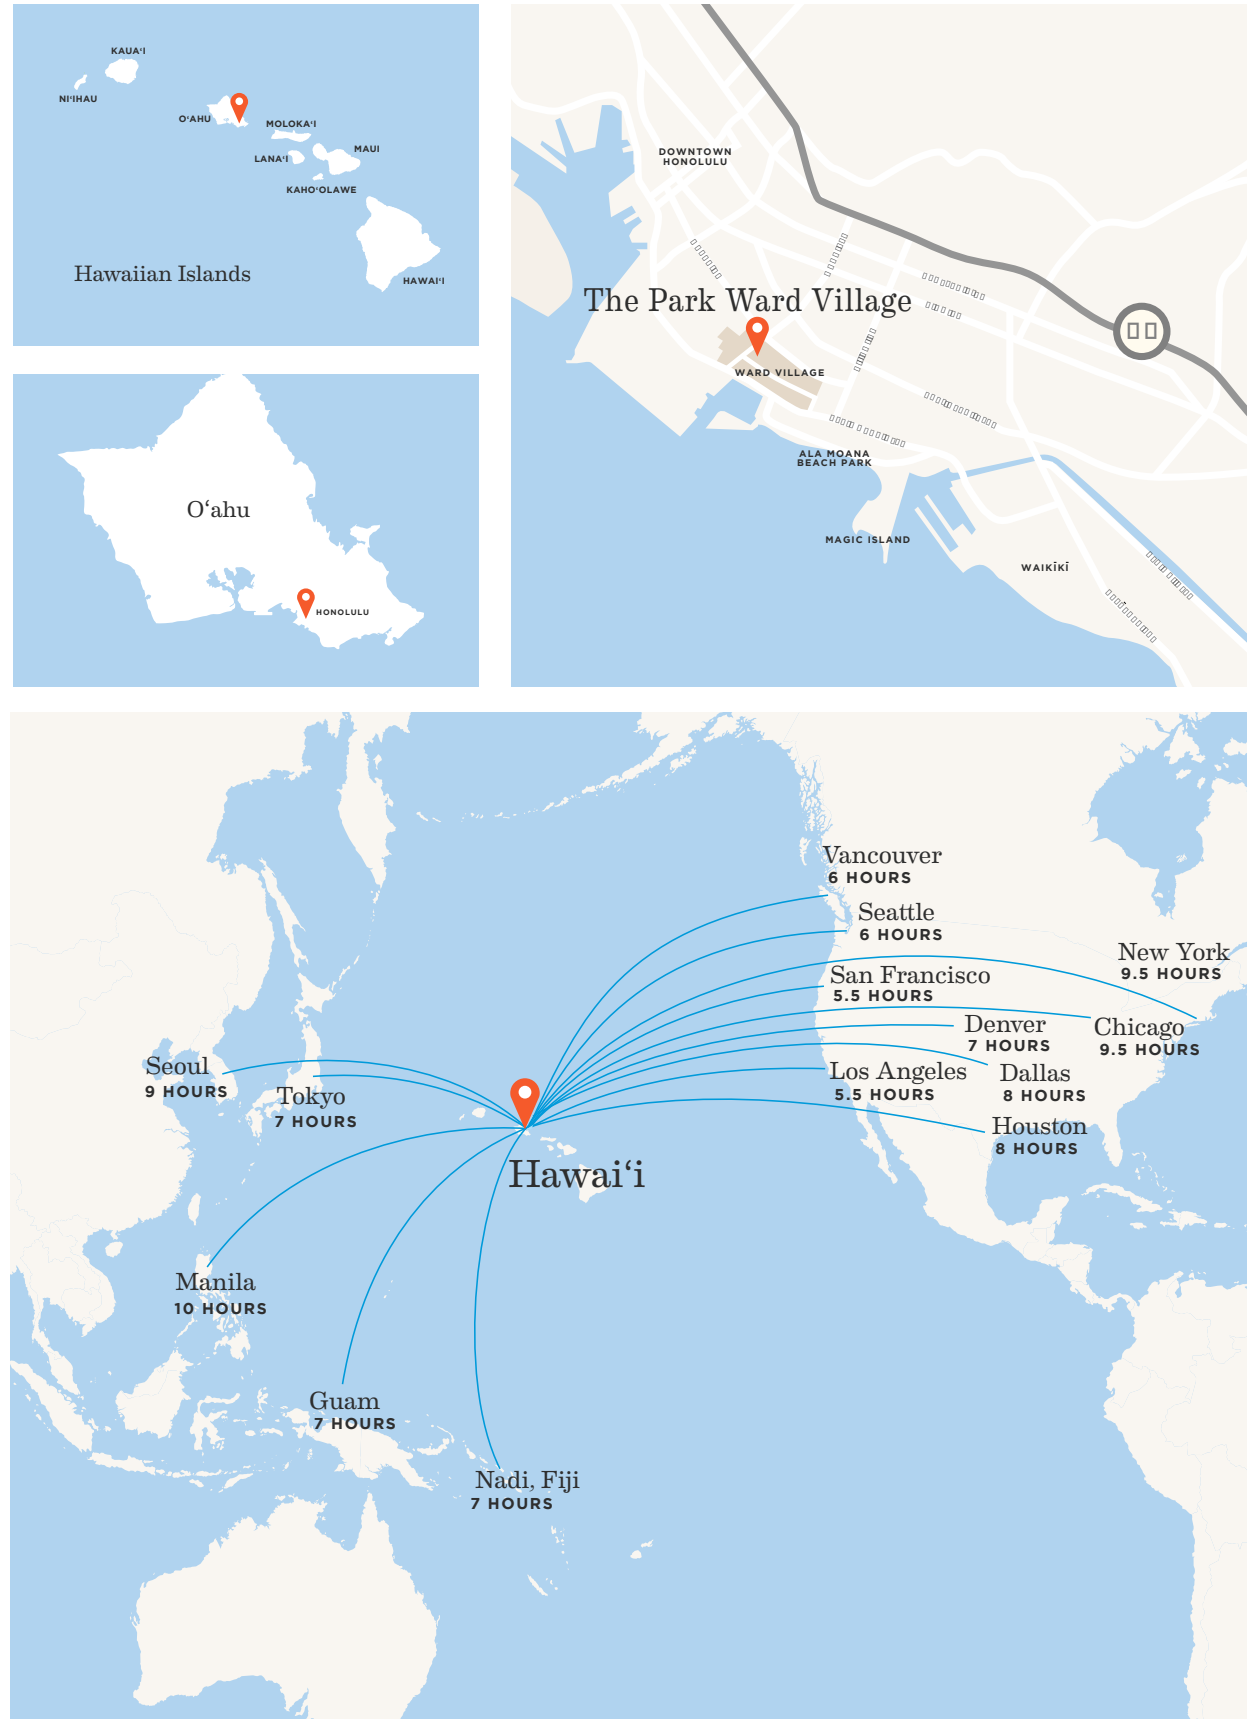 KAUAʻI
NIʻIHAU
OʻAHU
MOLOKAʻI
LANAʻI
MAUI
KAHOʻOLAWE
HAWAIʻI
Hawaiian Islands
Oʻahu
HONOLULU
DOWNTOWN
HONOLULU
The Park Ward Village
WARD VILLAGE
ALA MOANA
BEACH PARK
MAGIC ISLAND
WAIKĪKĪ
Vancouver
6 HOURS
Seattle
6 HOURS
New York
9.5 HOURS
San Francisco
5.5 HOURS
Denver
7 HOURS
Chicago
9.5 HOURS
Los Angeles
5.5 HOURS
Dallas
8 HOURS
Houston
8 HOURS
Seoul
9 HOURS
Tokyo
7 HOURS
Hawaiʻi
Manila
10 HOURS
Guam
7 HOURS
Nadi, Fiji
7 HOURS